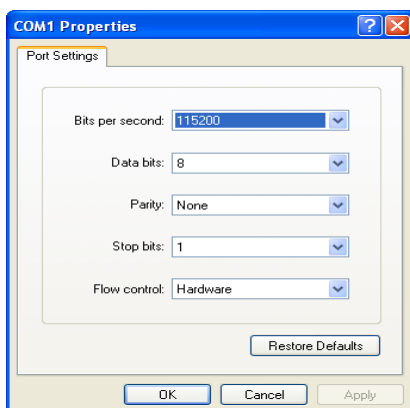 COM1 Properties
Port Settings
Bits per second: 115200
Data bits: 8
Parity: None
Stop bits: 1
Flow control: Hardware
Restore Defaults
OK Cancel Apply